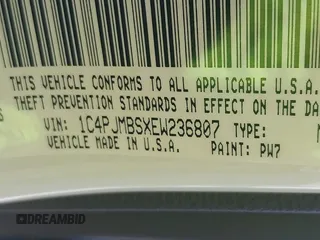 THIS VEHICLE CONFORMS TO ALL APPLICABLE U.S.A.
THEFT PREVENTION STANDARDS IN EFFECT ON THE DA
VIN: 1C4PJMBSXEW236807 TYPE:
VEHICLE MADE IN U.S.A. PAINT: PW7
DREAMBID